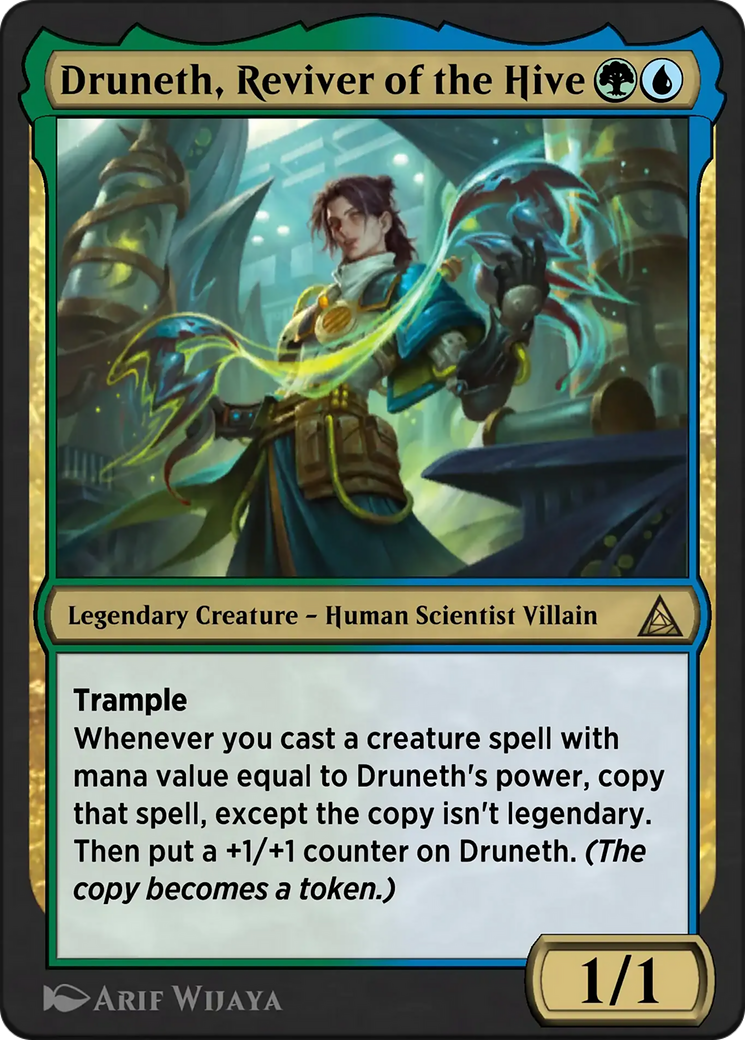 Druneth, Reviver of the Hive
Legendary Creature – Human Scientist Villain
Trample
Whenever you cast a creature spell with
mana value equal to Druneth's power, copy
that spell, except the copy isn't legendary.
Then put a +1/+1 counter on Druneth. (The
copy becomes a token.)
1/1
Arif Wijaya